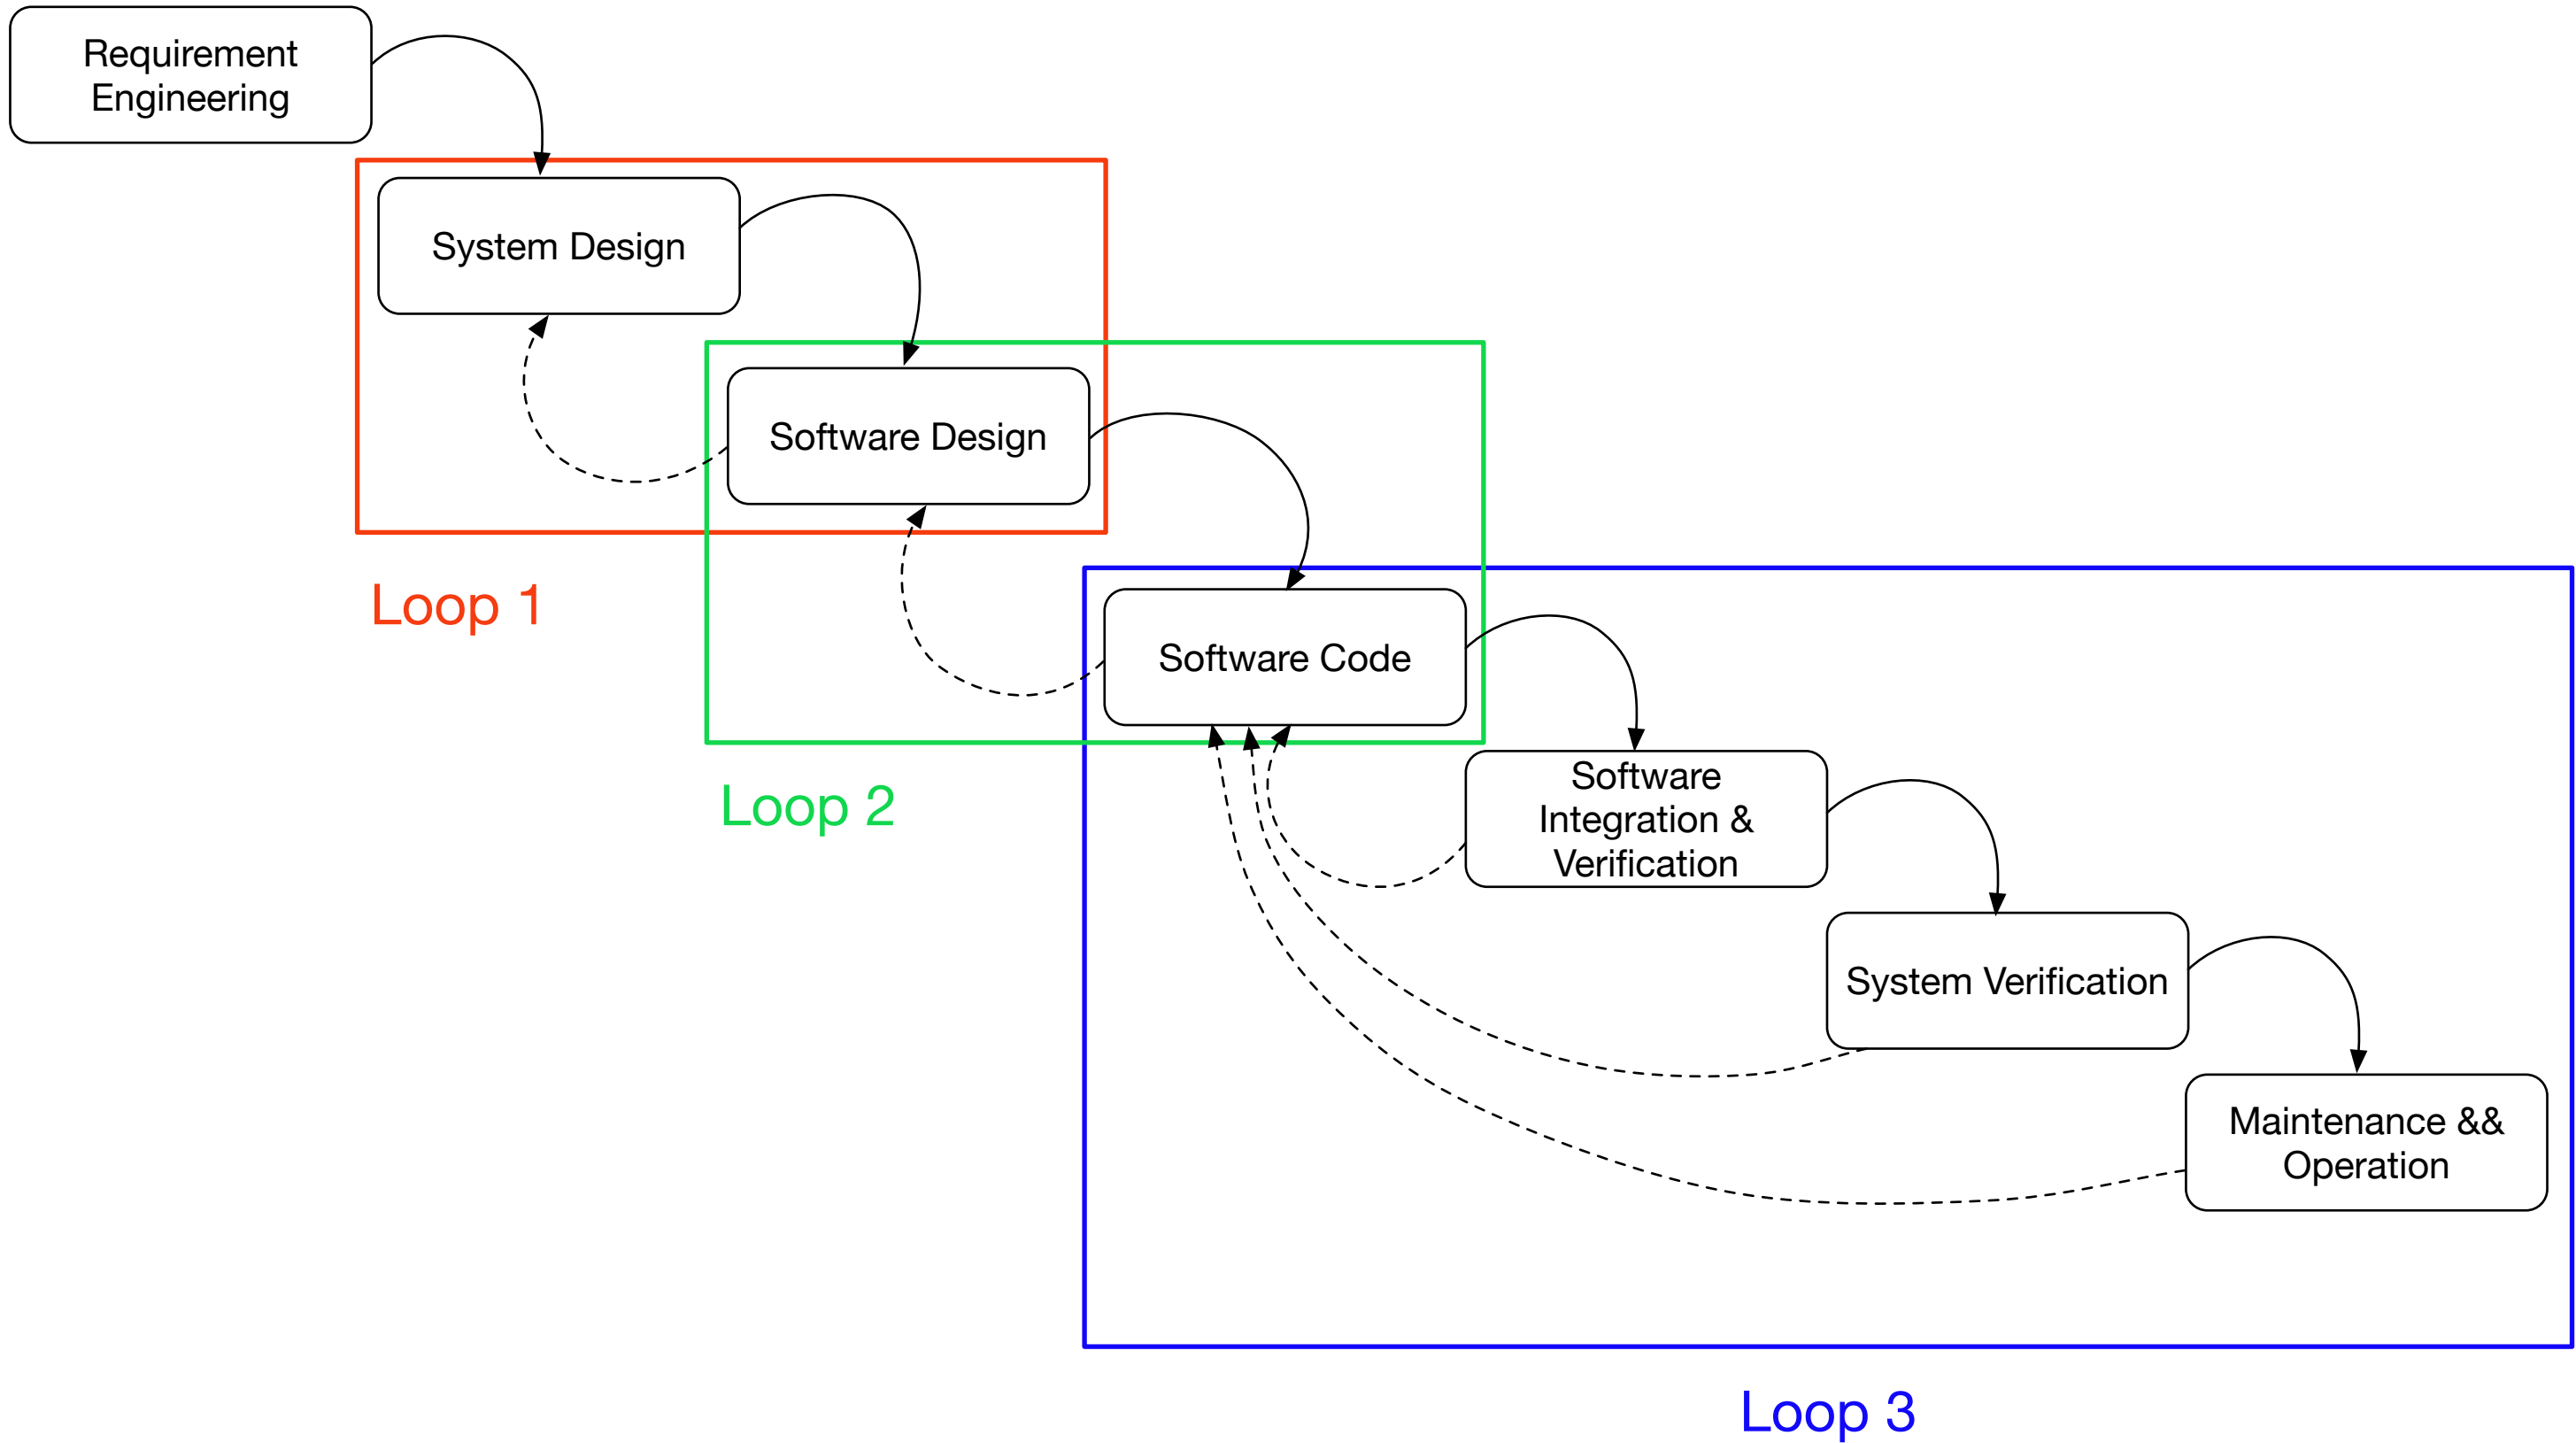 Requirement
Engineering
System Design
Software Design
Loop 1
Software Code
Loop 2
Software
Integration &
Verification
System Verification
Maintenance &&
Operation
Loop 3